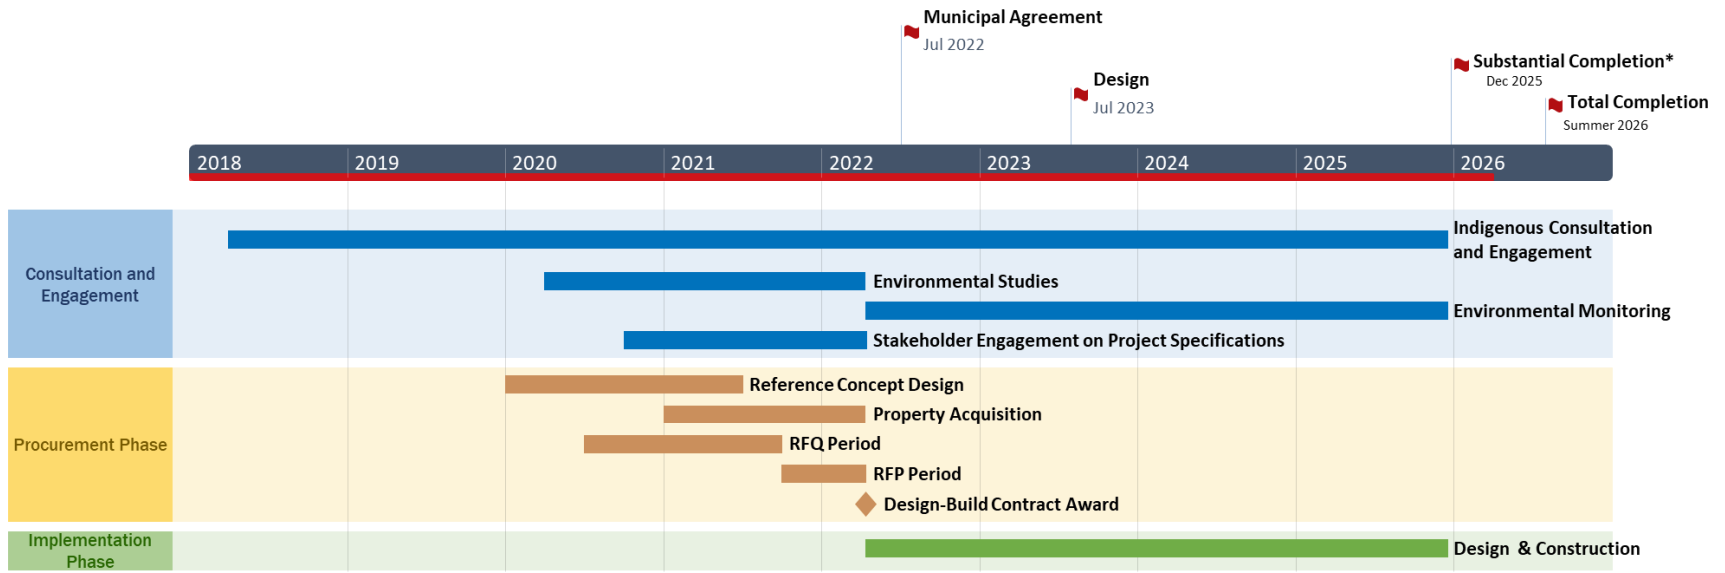 Municipal Agreement
Jul 2022
Substantial Completion*
Dec 2025
Design
Jul 2023
Total Completion
Summer 2026
2018 2019 2020 2021 2022 2023 2024 2025 2026
Consultation and
Engagement
Indigenous Consultation
and Engagement
Environmental Studies
Environmental Monitoring
Stakeholder Engagement on Project Specifications
Procurement Phase
Reference Concept Design
Property Acquisition
RFQ Period
RFP Period
Design-Build Contract Award
Implementation
Phase
Design & Construction